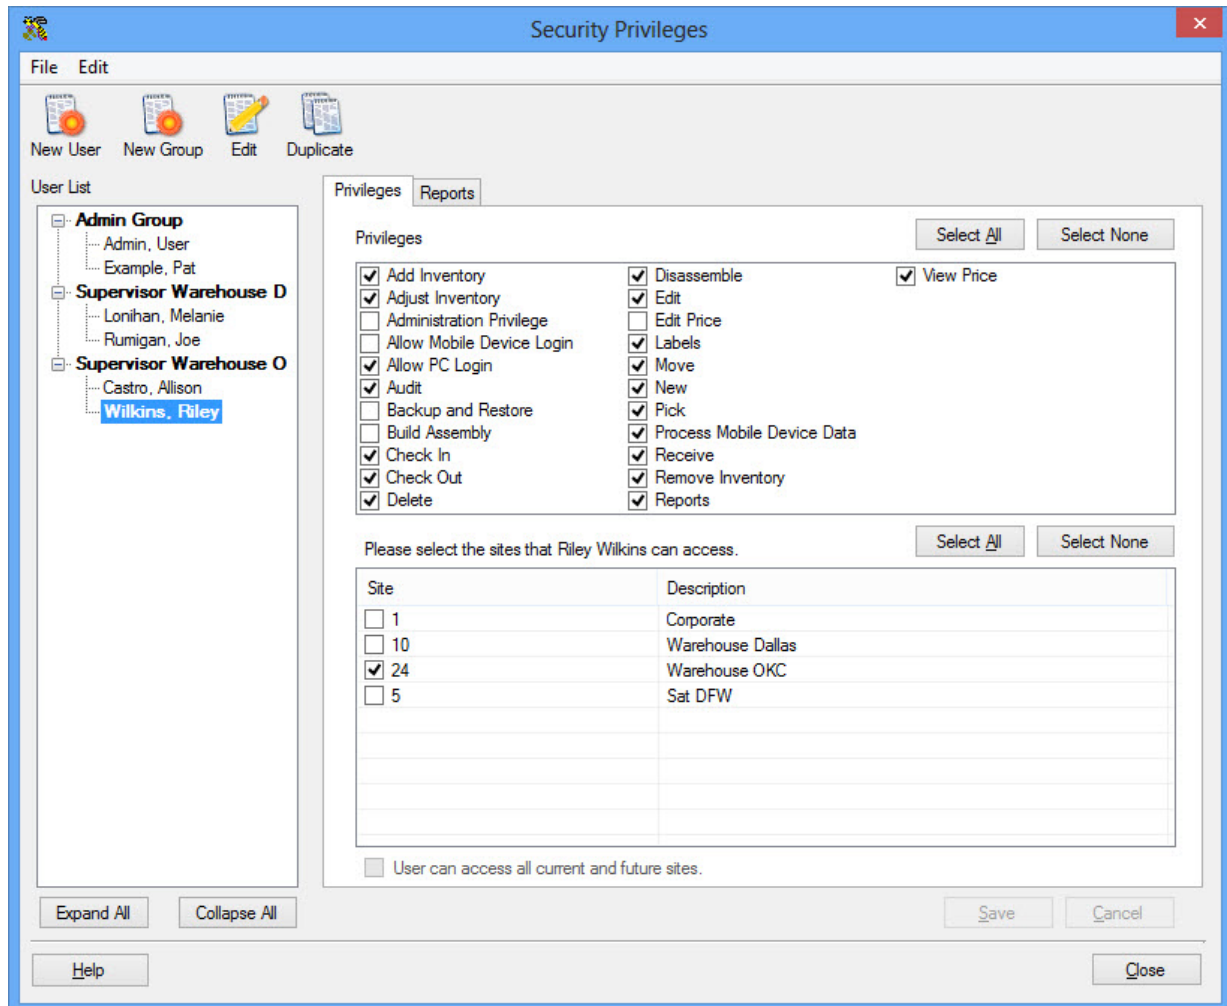 Security Privileges
File Edit
New User New Group Edit Duplicate
User List
Admin Group
Admin, User
Example, Pat
Supervisor Warehouse D
Lonihan, Melanie
Rumigan, Joe
Supervisor Warehouse O
Castro, Allison
Wilkins, Riley
Expand All Collapse All
Privileges Reports
Privileges Select All Select None
Add Inventory Disassemble View Price
Adjust Inventory Edit
Administration Privilege Edit Price
Allow Mobile Device Login Labels
Allow PC Login Move
Audit New
Backup and Restore Pick
Build Assembly Process Mobile Device Data
Check In Receive
Check Out Remove Inventory
Delete Reports
Please select the sites that Riley Wilkins can access. Select All Select None
Site Description
1 Corporate
10 Warehouse Dallas
24 Warehouse OKC
5 Sat DFW
User can access all current and future sites.
Save Cancel
Help Close